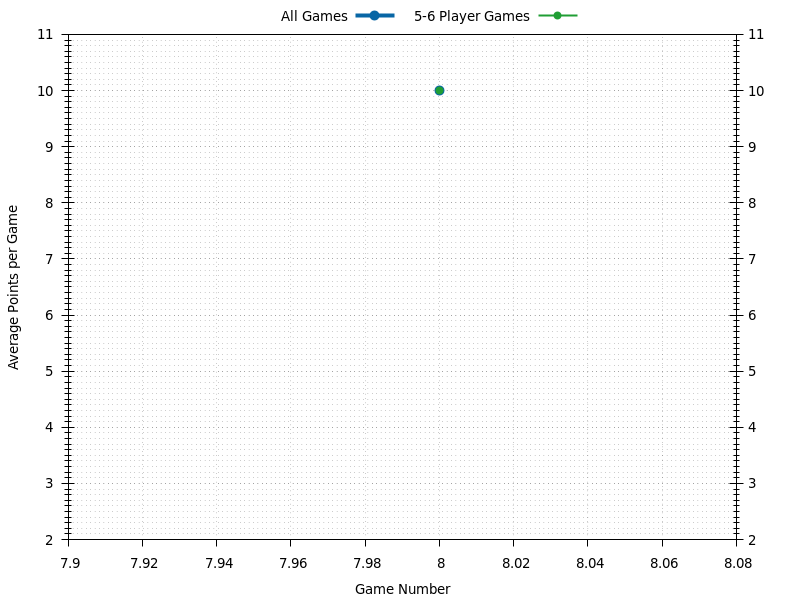 All Games 5-6 Player Games
11 11
10 10
9 9
8 8
7 7
6 6
5 5
4 4
3 3
2 2
Average Points per Game
7.9 7.92 7.94 7.96 7.98 8 8.02 8.04 8.06 8.08
Game Number